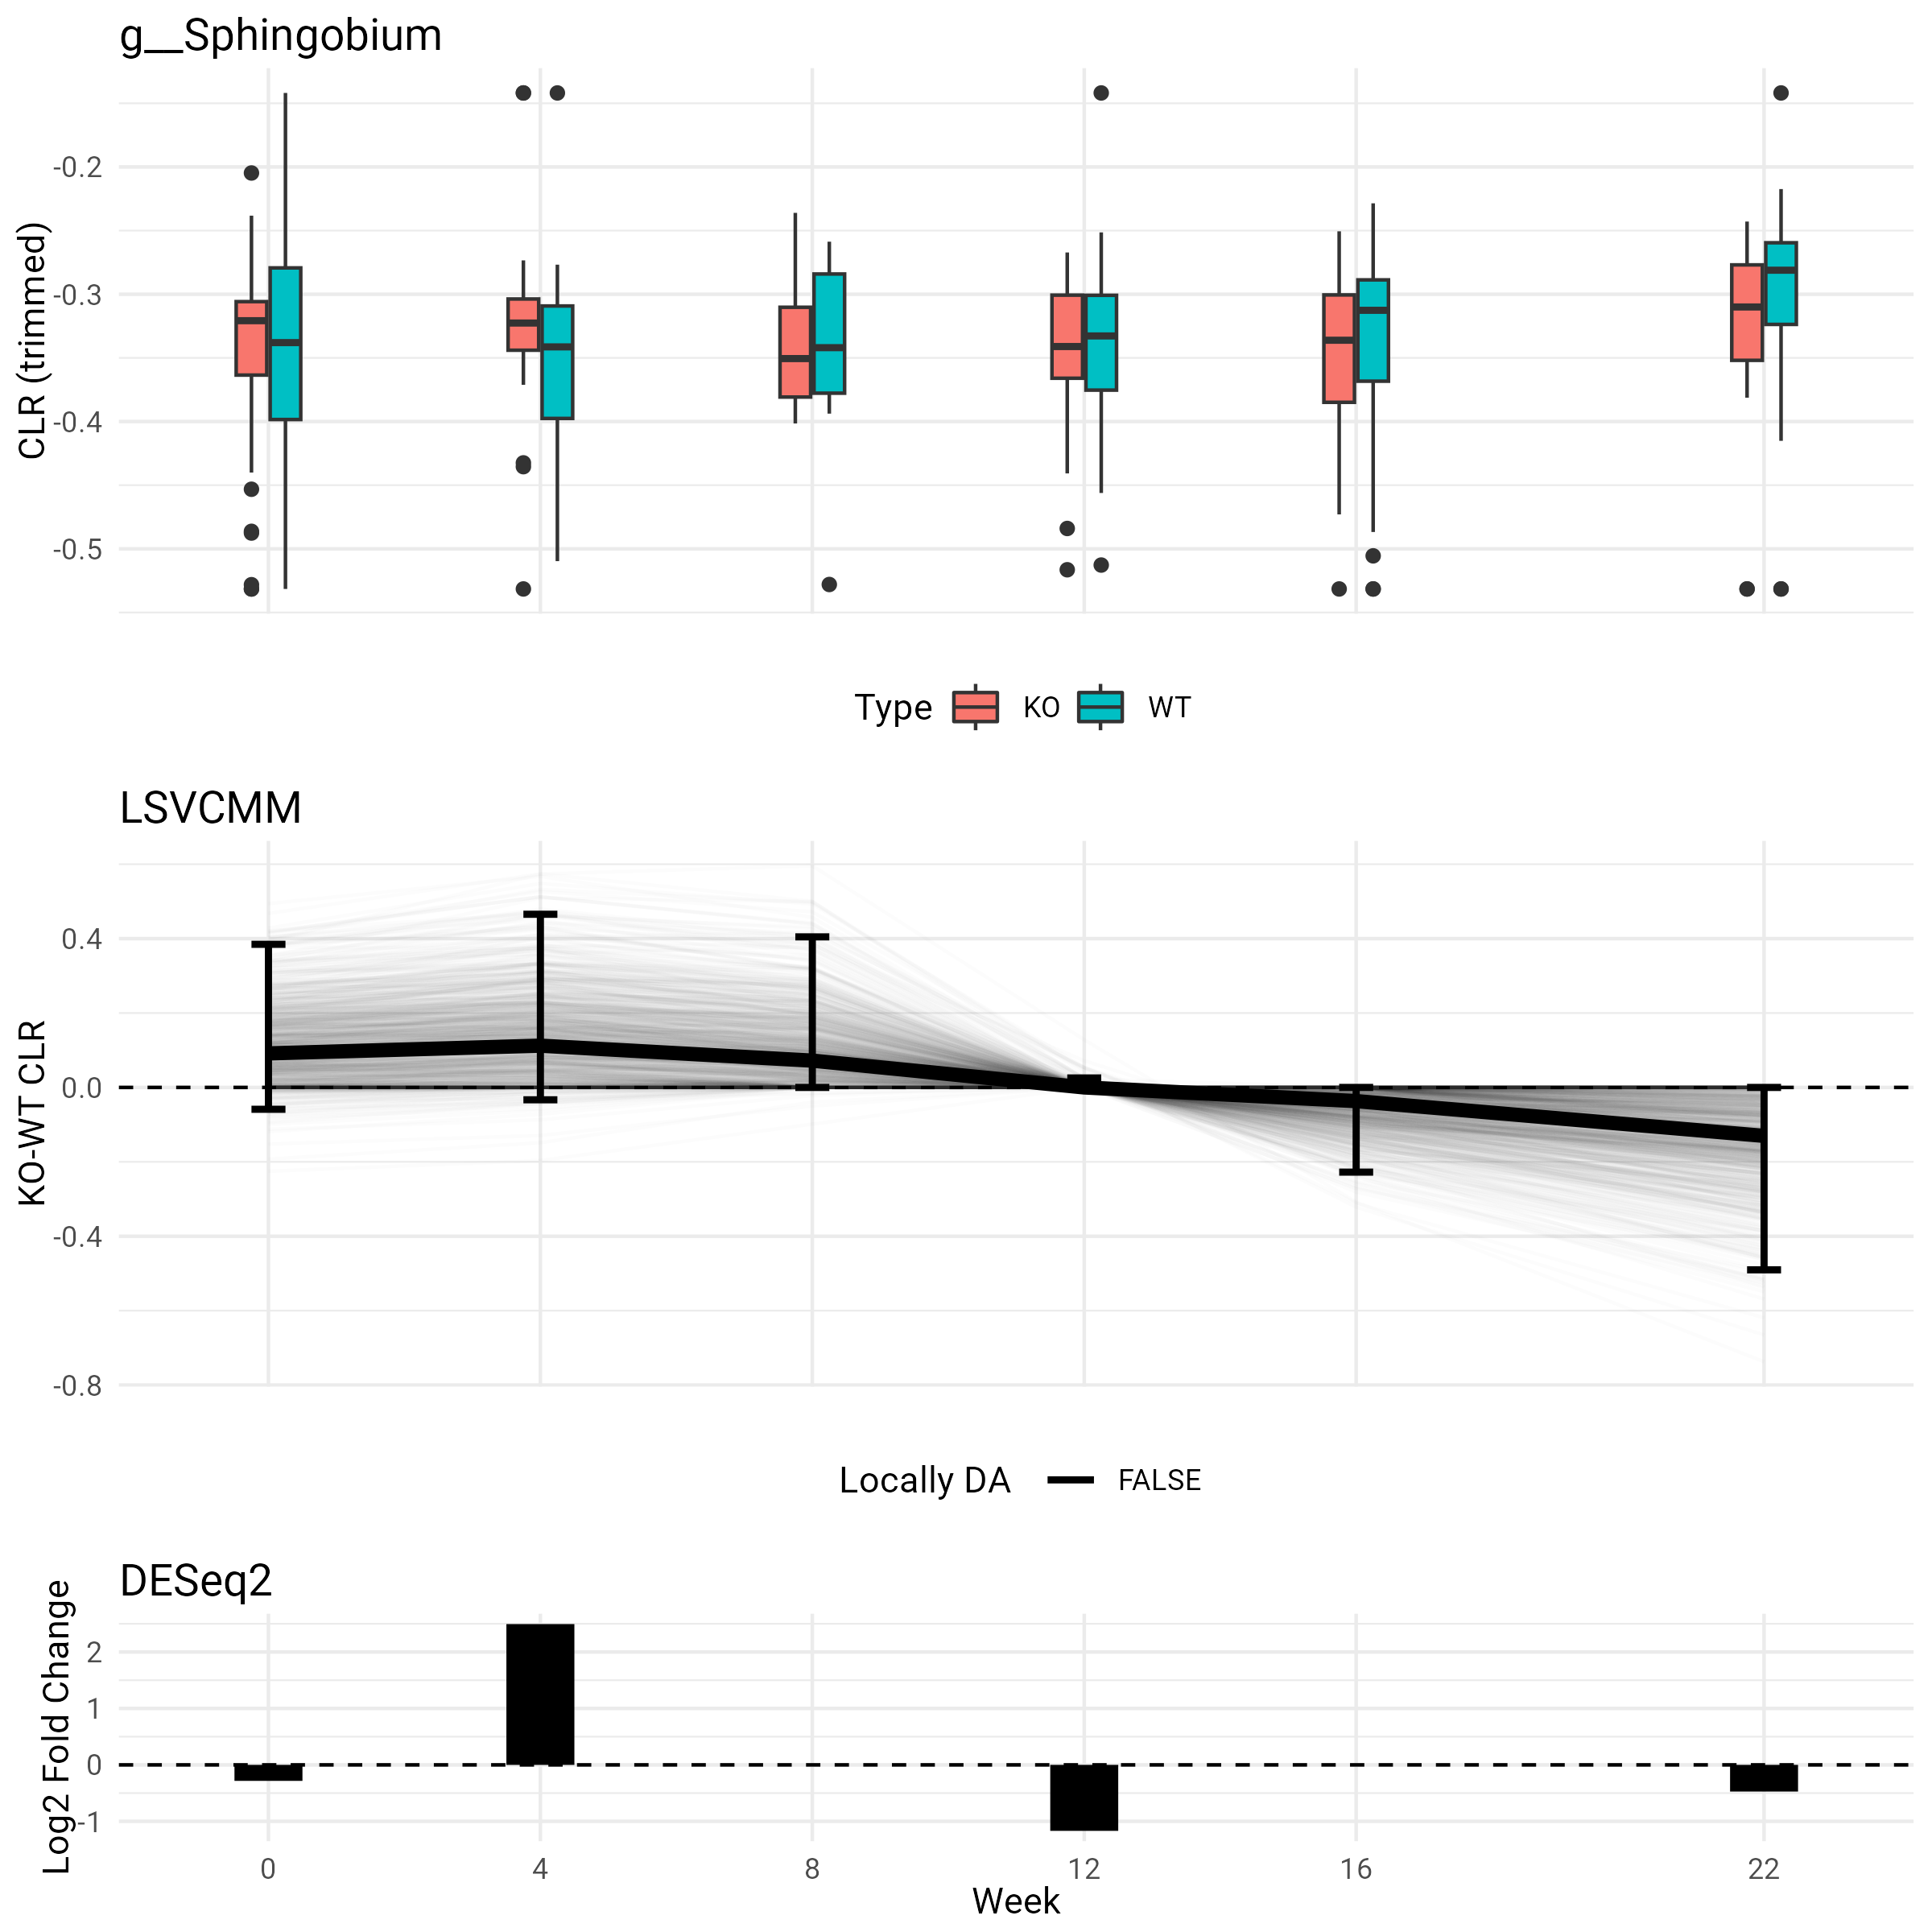 g__Sphingobium
CLR (trimmed)
-0.2
-0.3
-0.4
-0.5
Type KO WT
LSVCMM
KO-WT CLR
0.4
0.0
-0.4
-0.8
Locally DA FALSE
DESeq2
Log2 Fold Change
2
1
0
-1
0 4 8 12 16 22
Week